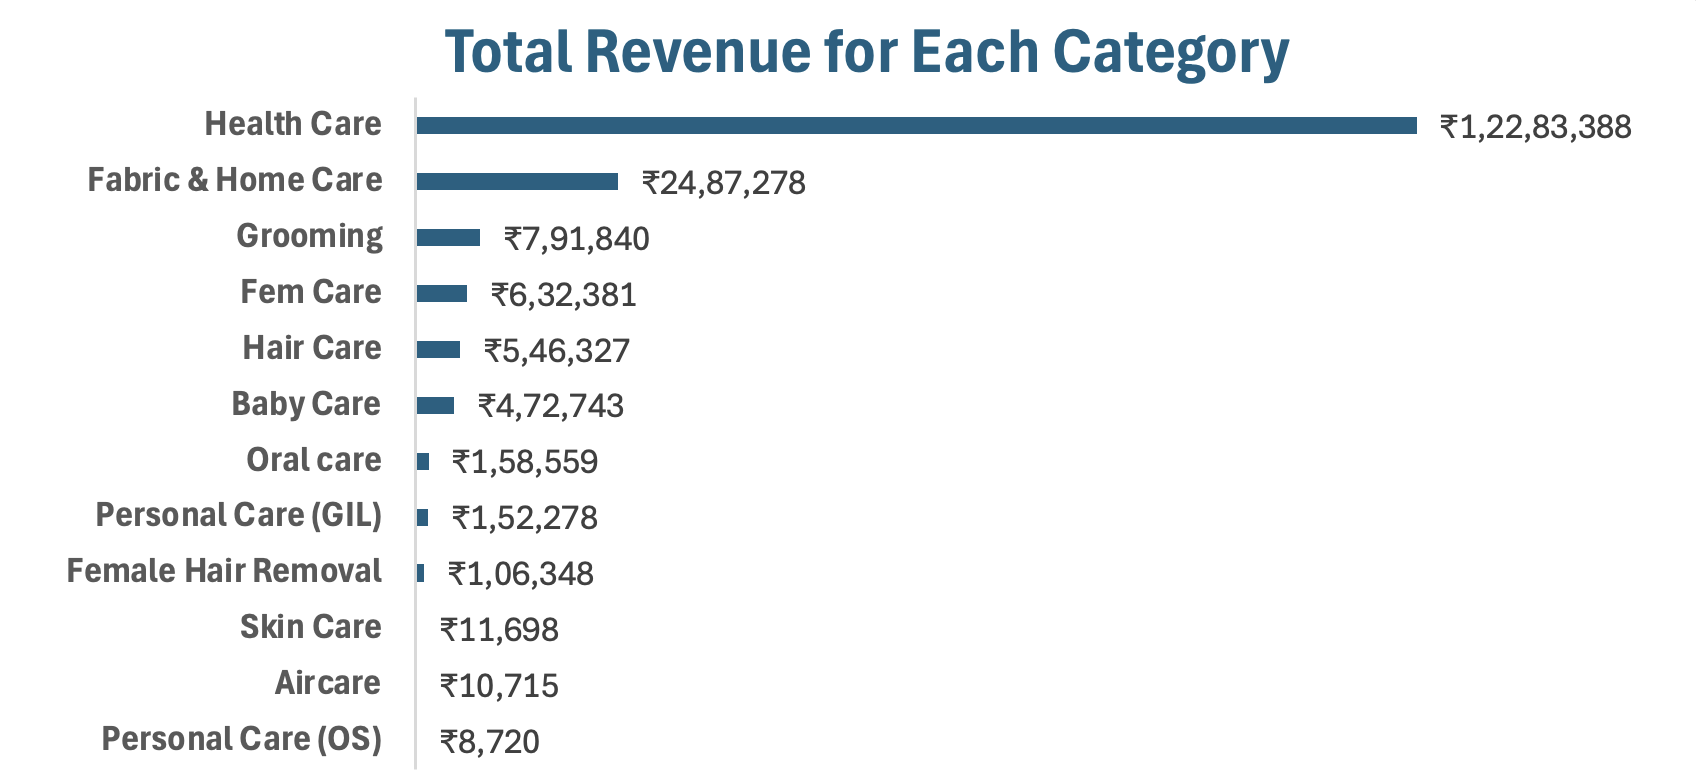 Total Revenue for Each Category
Health Care ₹1,22,83,388
Fabric & Home Care ₹24,87,278
Grooming ₹7,91,840
Fem Care ₹6,32,381
Hair Care ₹5,46,327
Baby Care ₹4,72,743
Oral care ₹1,58,559
Personal Care (GIL) ₹1,52,278
Female Hair Removal ₹1,06,348
Skin Care ₹11,698
Aircare ₹10,715
Personal Care (OS) ₹8,720